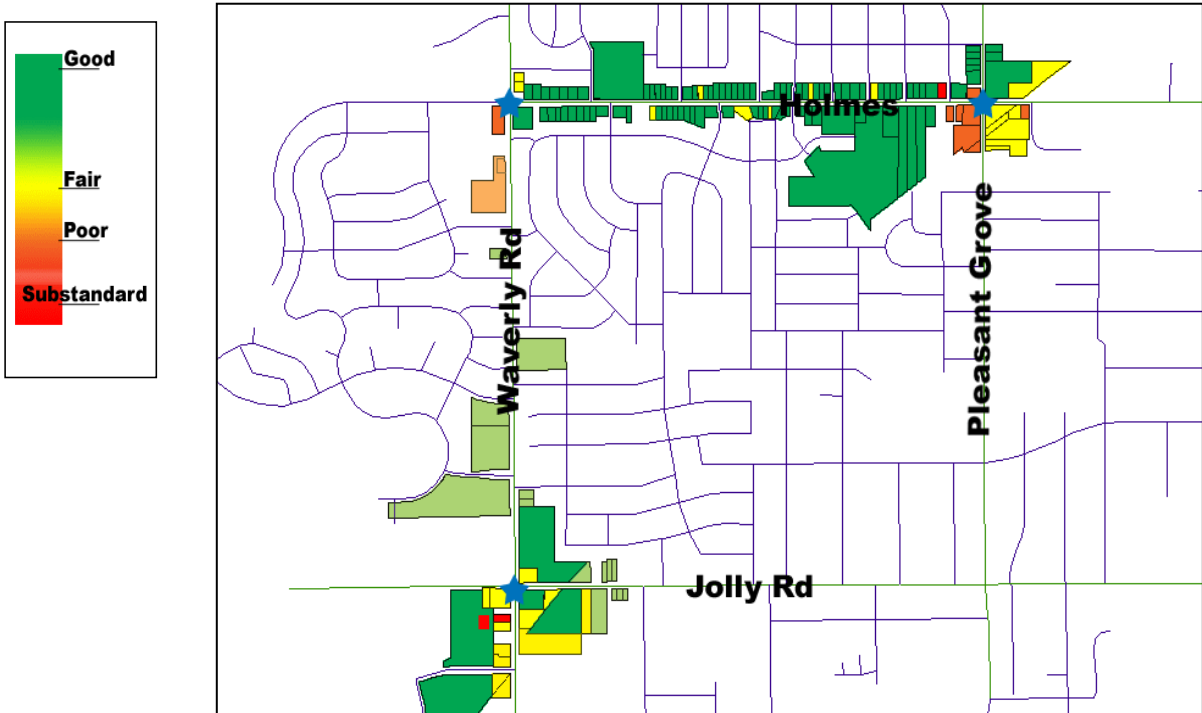 Good
Fair
Poor
Substandard
Holmes
Waverly Rd
Pleasant Grove
Jolly Rd